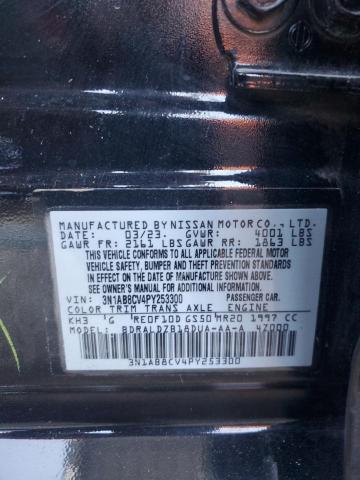 MANUFACTURED BY NISSAN MOTOR CO., LTD.
DATE: 03/23. GVWR: 4001 LBS
GAWR FR: 2161 LBS GAWR RR: 1863 LBS
THIS VEHICLE CONFORMS TO ALL APPLICABLE
FEDERAL MOTOR VEHICLE SAFETY, BUMPER,
AND THEFT PREVENTION STANDARDS IN EFFECT
ON THE DATE OF MANUFACTURE SHOWN ABOVE.
SEE OWNER'S MANUAL
AND ADDITIONAL LABEL
VIN: 3N1AB8CV4PY253300 PASSENGER CAR.
COLOR TRIM TRANS AXLE ENGINE
KH3 G RE0F10D GS50 MR20 1997 CC
MODEL: BDRALDZB18DUA-AA-A 47000
3N1AB8CV4PY253300